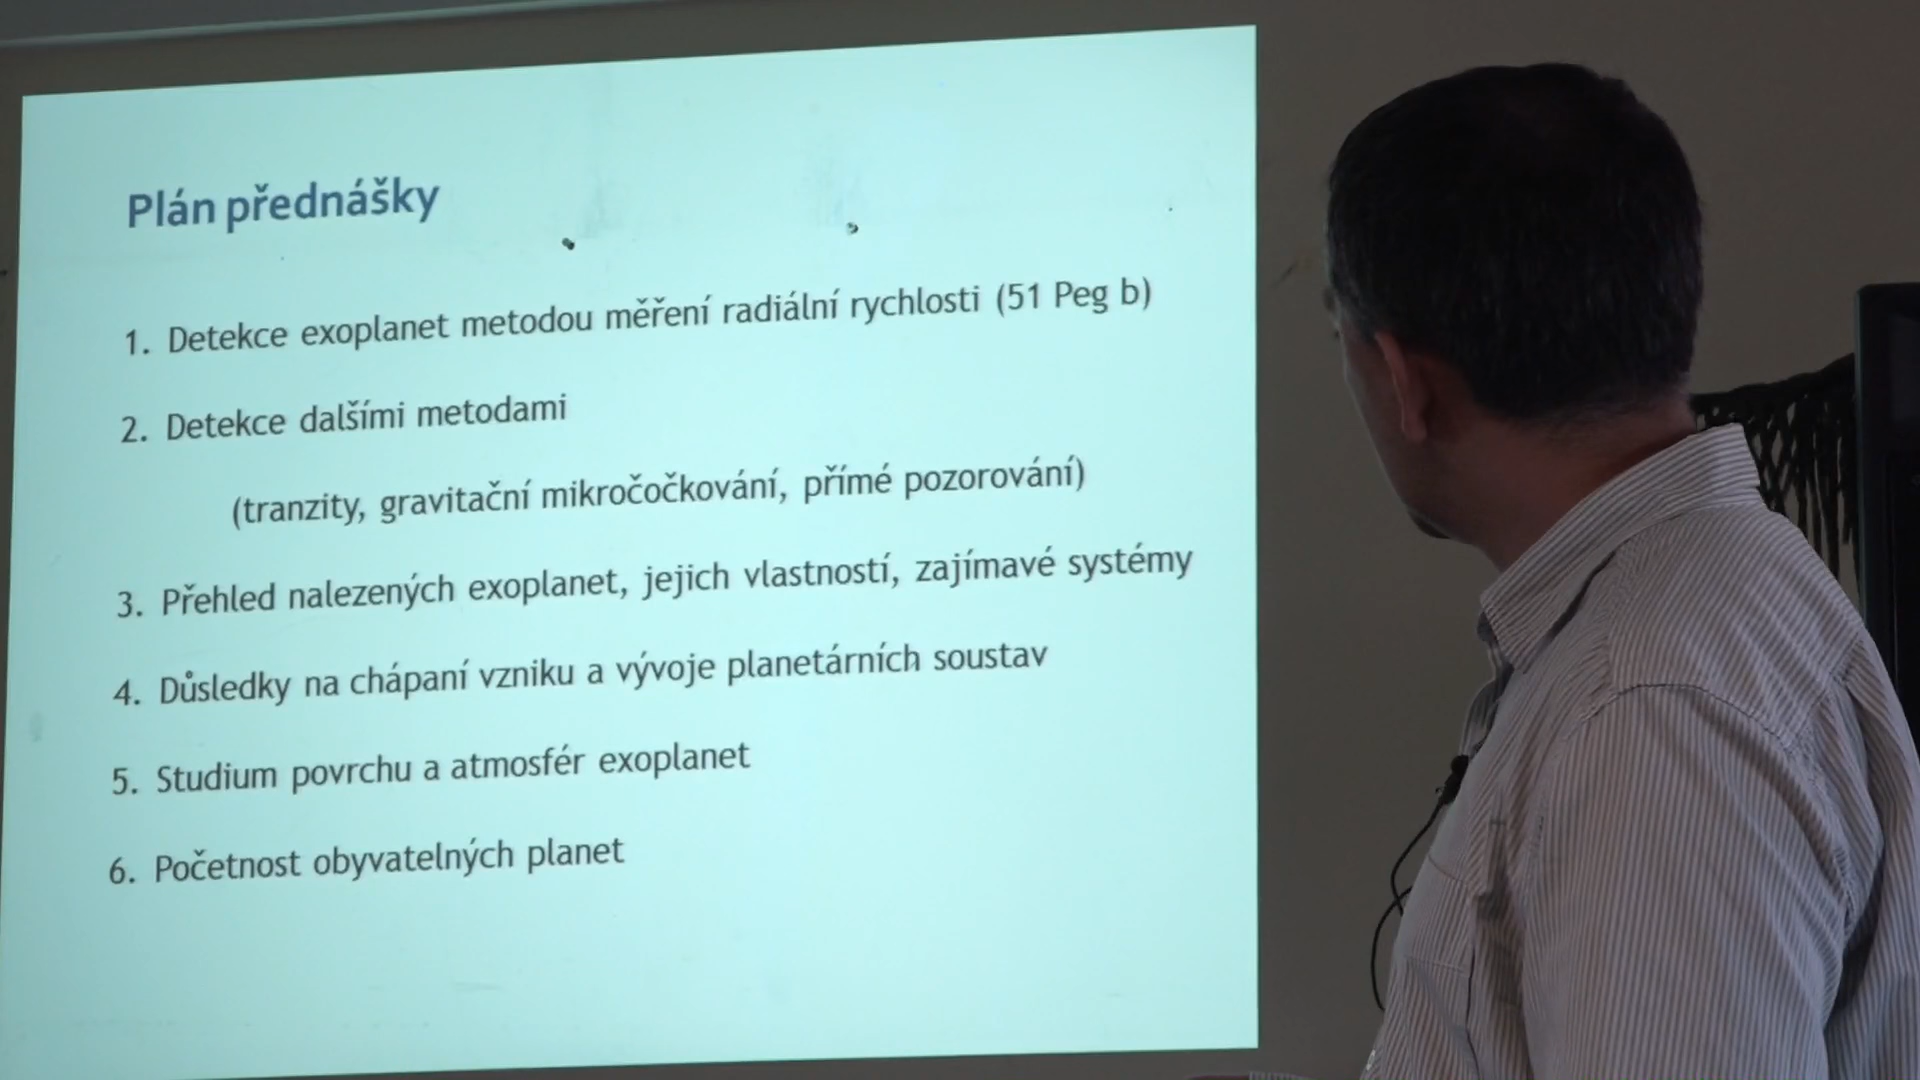 Plán přednášky
1. Detekce exoplanet metodou měření radiální rychlosti (51 Peg b)
2. Detekce dalšími metodami
(tranzity, gravitační mikročočkování, přímé pozorování)
3. Přehled nalezených exoplanet, jejich vlastností, zajímavé systémy
4. Důsledky na chápaní vzniku a vývoje planetárních soustav
5. Studium povrchu a atmosfér exoplanet
6. Početnost obyvatelných planet